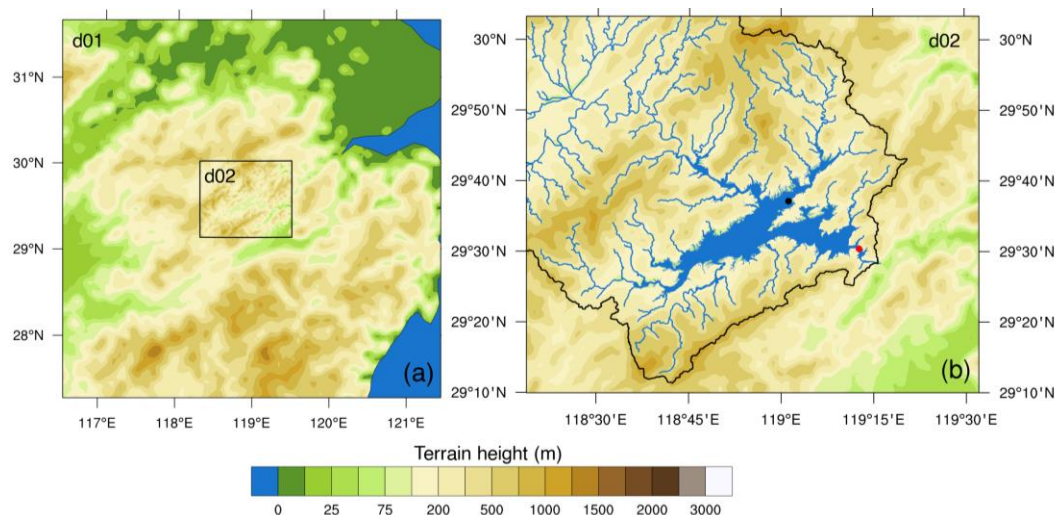 d01
31°N
30°N
29°N
28°N
d02
(a)
117°E
118°E
119°E
120°E
121°E
30°N
29°50'N
29°40'N
29°30'N
29°20'N
29°10'N
d02
30°N
29°50'N
29°40'N
29°30'N
29°20'N
29°10'N
(b)
118°30'E
118°45'E
119°E
119°15'E
119°30'E
Terrain height (m)
0 25 75 200 500 1000 1500 2000 3000